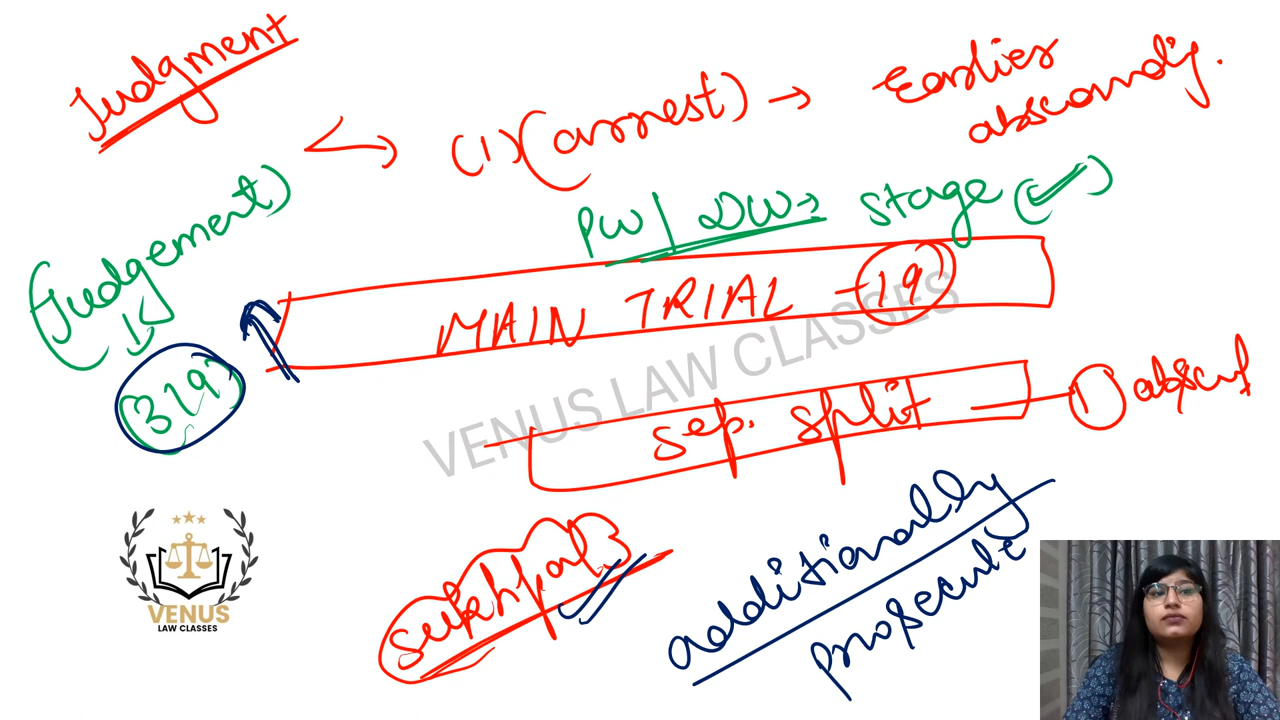 Judgment
(1) (arrest) → Earlier
absconding.
PW | DW → stage (✓)
(Judgement)
319
MAIN TRIAL - 19
sep. split
1
VENUS LAW CLASSES
additionally
prosecute
Sukhpal
VENUS
LAW CLASSES